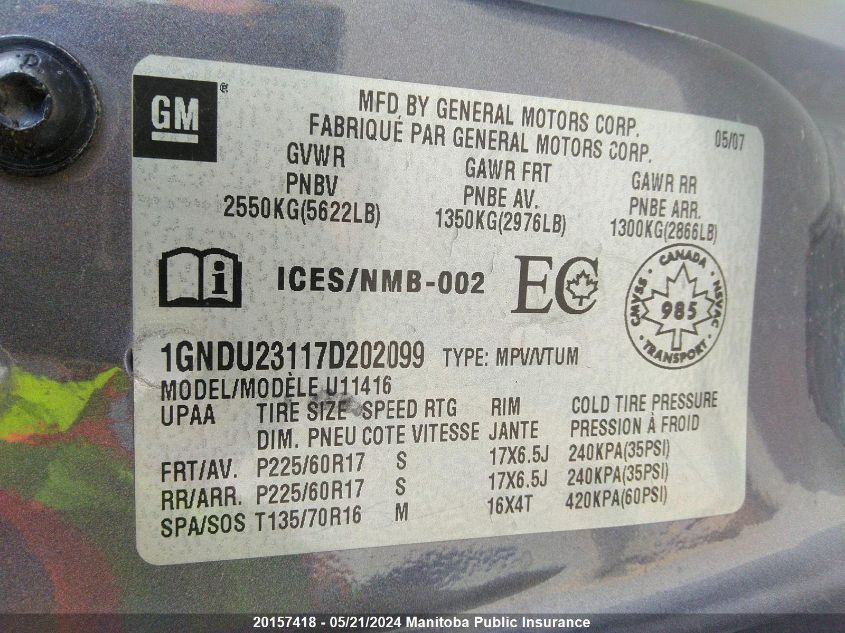 GM®
MFD BY GENERAL MOTORS CORP.
FABRIQUÉ PAR GENERAL MOTORS CORP.
05/07
GVWR GAWR FRT GAWR RR
PNBV PNBE AV. PNBE ARR.
2550KG(5622LB) 1350KG(2976LB) 1300KG(2866LB)
i ICES/NMB-002 EC
CANADA
CMVSS NSVAC
985
TRANSPORT
1GNDU23117D202099 TYPE: MPV/VTUM
MODEL/MODÈLE U11416
UPAA TIRE SIZE SPEED RTG RIM COLD TIRE PRESSURE
DIM. PNEU COTE VITESSE JANTE PRESSION À FROID
FRT/AV. P225/60R17 S 17X6.5J 240KPA(35PSI)
RR/ARR. P225/60R17 S 17X6.5J 240KPA(35PSI)
SPA/SOS T135/70R16 M 16X4T 420KPA(60PSI)
20157418 - 05/21/2024 Manitoba Public Insurance